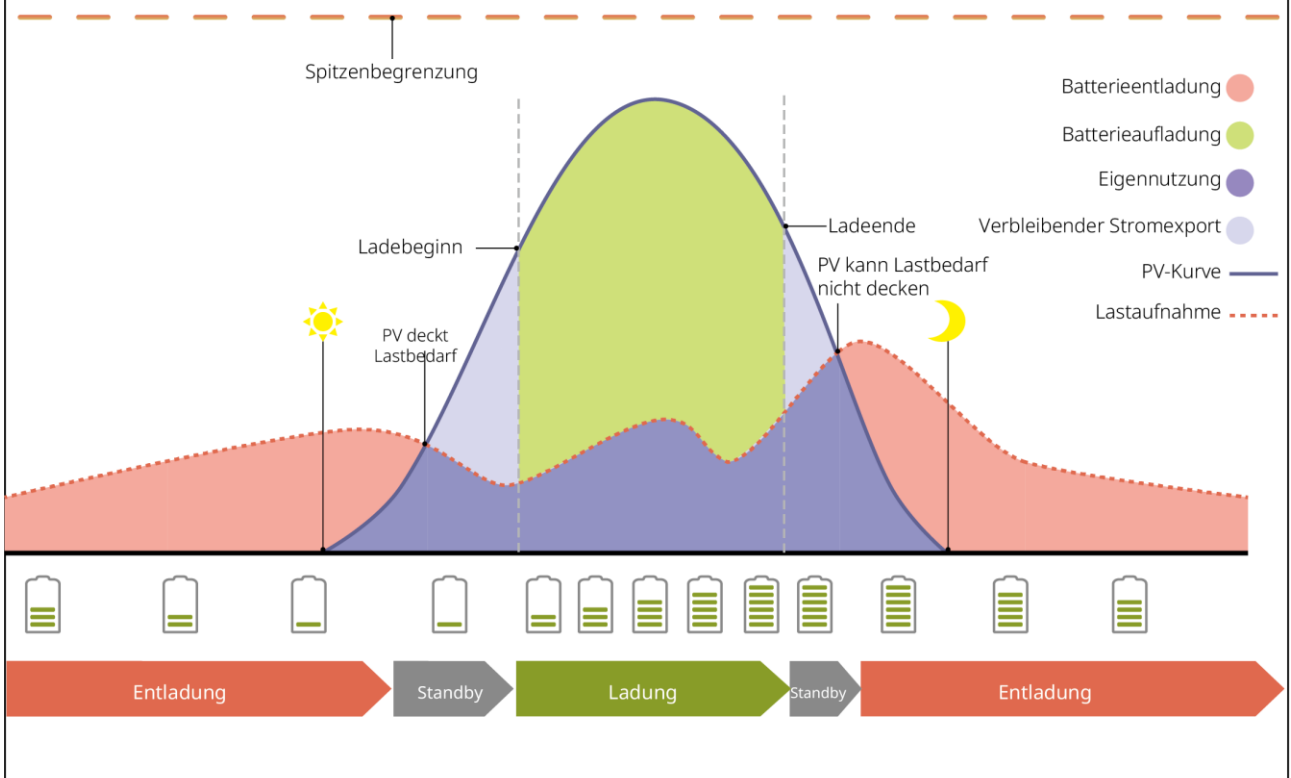 Spitzenbegrenzung
Batterieentladung
Batterieaufladung
Eigennutzung
Verbleibender Stromexport
PV-Kurve
Lastaufnahme
Ladebeginn
Ladeende
PV kann Lastbedarf
nicht decken
PV deckt
Lastbedarf
Entladung
Standby
Ladung
Standby
Entladung